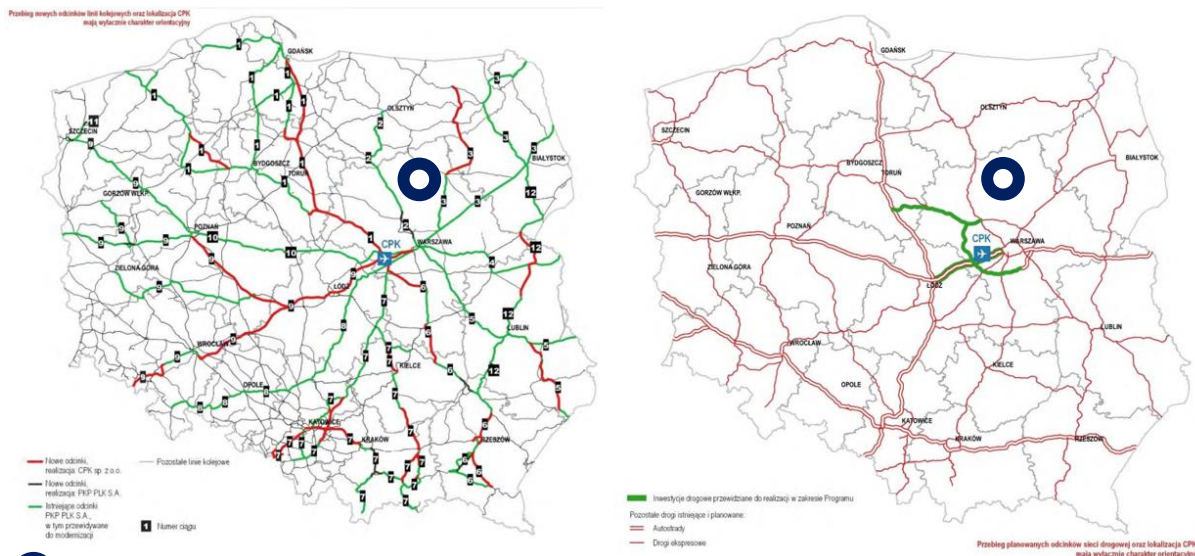 Przebieg nowych odcinków linii kolejowych oraz lokalizacja CPK
mają wyłącznie charakter orientacyjny
GDAŃSK
OLSZTYN
SZCZECIN
BIAŁYSTOK
BYDGOSZCZ
TORUŃ
GORZÓW WLKP.
POZNAŃ
WARSZAWA
CPK
ZIELONA GÓRA
ŁÓDŹ
LUBLIN
WROCŁAW
KIELCE
OPOLE
KATOWICE
KRAKÓW
RZESZÓW
Nowe odcinki,
realizacja: CPK sp. z o.o.
Pozostałe linie kolejowe
Nowe odcinki,
realizacja: PKP PLK S.A.
Istniejące odcinki
PKP PLK S.A.,
w tym przewidywane
do modernizacji
1 Numer ciągu
GDAŃSK
OLSZTYN
SZCZECIN
BIAŁYSTOK
BYDGOSZCZ
TORUŃ
GORZÓW WLKP.
POZNAŃ
CPK
WARSZAWA
ZIELONA GÓRA
ŁÓDŹ
LUBLIN
WROCŁAW
KIELCE
OPOLE
KATOWICE
KRAKÓW
RZESZÓW
Inwestycje drogowe przewidziane do realizacji w zakresie Programu
Pozostałe drogi istniejące i planowane:
Autostrady
Drogi ekspresowe
Przebieg planowanych odcinków sieci drogowej oraz lokalizacja CPK
mają wyłącznie charakter orientacyjny